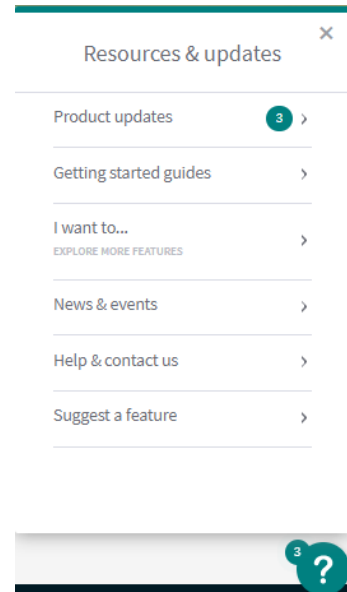 Resources & updates
×
Product updates
3
Getting started guides
I want to...
EXPLORE MORE FEATURES
News & events
Help & contact us
Suggest a feature
3
?